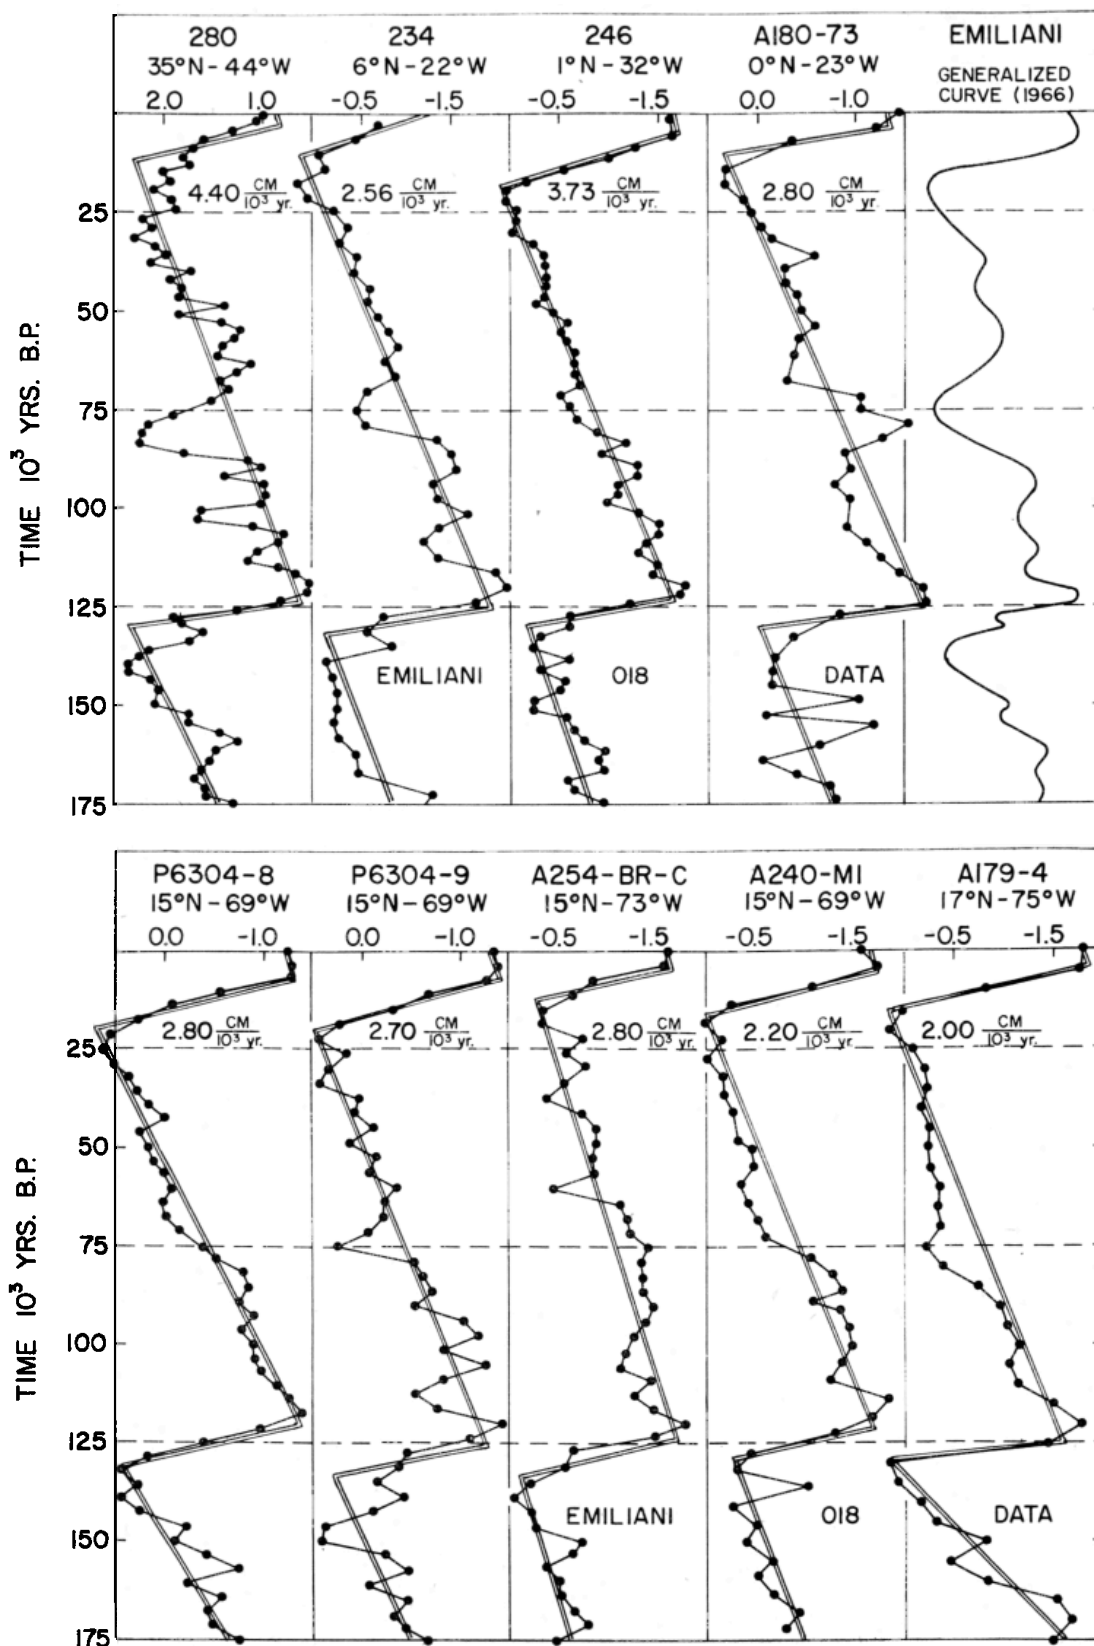 280 234 246 A180-73 EMILIANI
35°N-44°W 6°N-22°W 1°N-32°W 0°N-23°W GENERALIZED
2.0 1.0 -0.5 -1.5 -0.5 -1.5 0.0 -1.0 CURVE (1966)
4.40 CM/10³ yr. 2.56 CM/10³ yr. 3.73 CM/10³ yr. 2.80 CM/10³ yr.
25
50
75
100
125
EMILIANI O18 DATA
150
175
TIME 10³ YRS. B.P.
P6304-8 P6304-9 A254-BR-C A240-M1 A179-4
15°N-69°W 15°N-69°W 15°N-73°W 15°N-69°W 17°N-75°W
0.0 -1.0 0.0 -1.0 -0.5 -1.5 -0.5 -1.5 -0.5 -1.5
2.80 CM/10³ yr. 2.70 CM/10³ yr. 2.80 CM/10³ yr. 2.20 CM/10³ yr. 2.00 CM/10³ yr.
25
50
75
100
125
EMILIANI O18 DATA
150
175
TIME 10³ YRS. B.P.